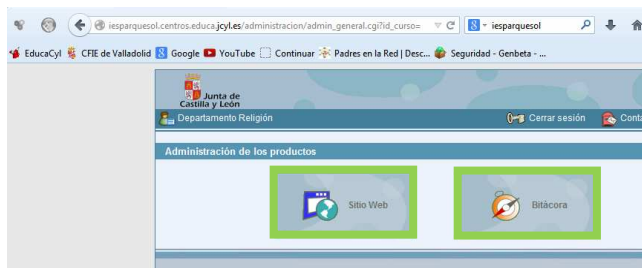 iesparquesol.centros.educa.jcyl.es/administracion/admin_general.cgi?id_curso=
iesparquesol
EducaCyl CFIE de Valladolid Google YouTube Continuar Padres en la Red | Desc... Seguridad - Genbeta - ...
Junta de
Castilla y León
Departamento Religión Cerrar sesión Conta
Administración de los productos
Sitio Web Bitácora